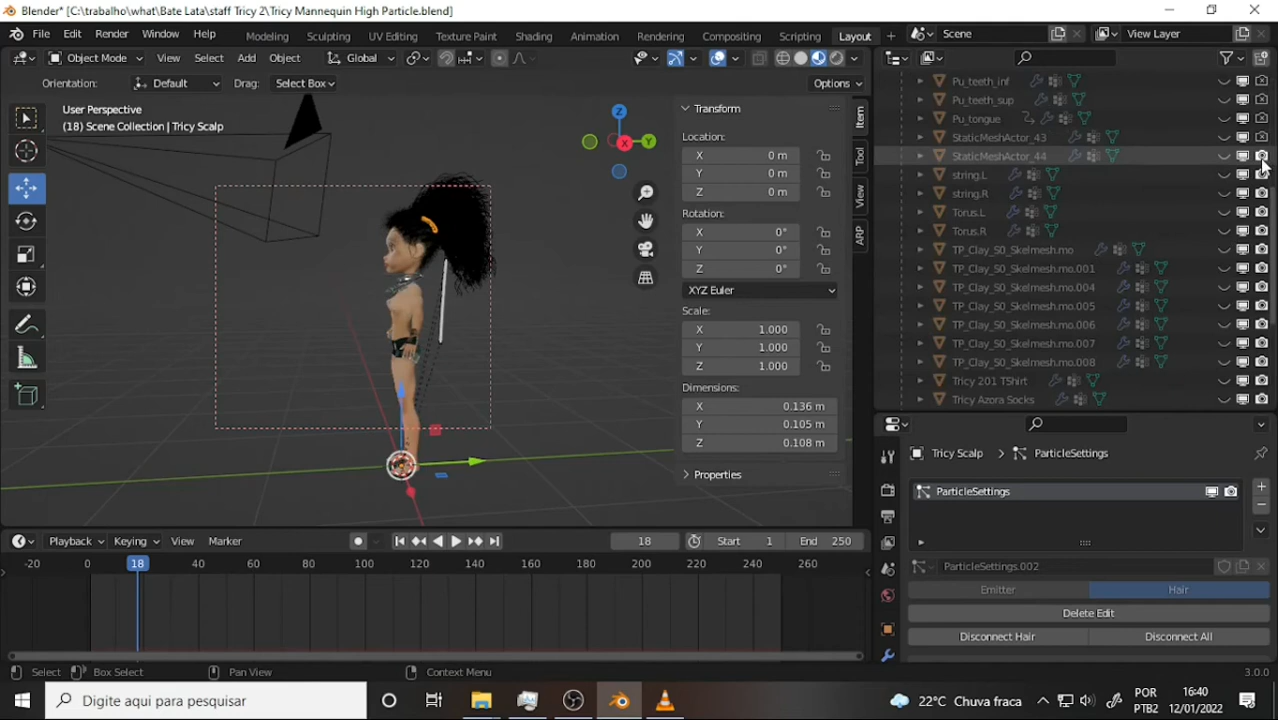 Blender* [C:\trabalho\what\Bate Lata\staff Tricy 2\Tricy Mannequin High Particle.blend]
File Edit Render Window Help Modeling Sculpting UV Editing Texture Paint Shading Animation Rendering Compositing Scripting Layout + Scene View Layer
Object Mode View Select Add Object Global
Orientation: Default Drag: Select Box Options
User Perspective
(18) Scene Collection | Tricy Scalp
Z
Y
X
Transform
Location:
X 0 m
Y 0 m
Z 0 m
Rotation:
X 0°
Y 0°
Z 0°
XYZ Euler
Scale:
X 1.000
Y 1.000
Z 1.000
Dimensions:
X 0.136 m
Y 0.105 m
Z 0.108 m
Properties
Item
Tool
View
ARP
Pu_teeth_inf
Pu_teeth_sup
Pu_tongue
StaticMeshActor_43
StaticMeshActor_44
string.L
string.R
Torus.L
Torus.R
TP_Clay_S0_Skelmesh.mo
TP_Clay_S0_Skelmesh.mo.001
TP_Clay_S0_Skelmesh.mo.004
TP_Clay_S0_Skelmesh.mo.005
TP_Clay_S0_Skelmesh.mo.006
TP_Clay_S0_Skelmesh.mo.007
TP_Clay_S0_Skelmesh.mo.008
Tricy 201 TShirt
Tricy Azora Socks
Tricy Scalp > ParticleSettings
ParticleSettings
ParticleSettings.002
Emitter Hair
Delete Edit
Disconnect Hair Disconnect All
Playback Keying View Marker 18 Start 1 End 250
-20 0 18 40 60 80 100 120 140 160 180 200 220 240 260
Select Box Select Pan View Context Menu 3.0.0
Digite aqui para pesquisar 22°C Chuva fraca POR PTB2 16:40 12/01/2022